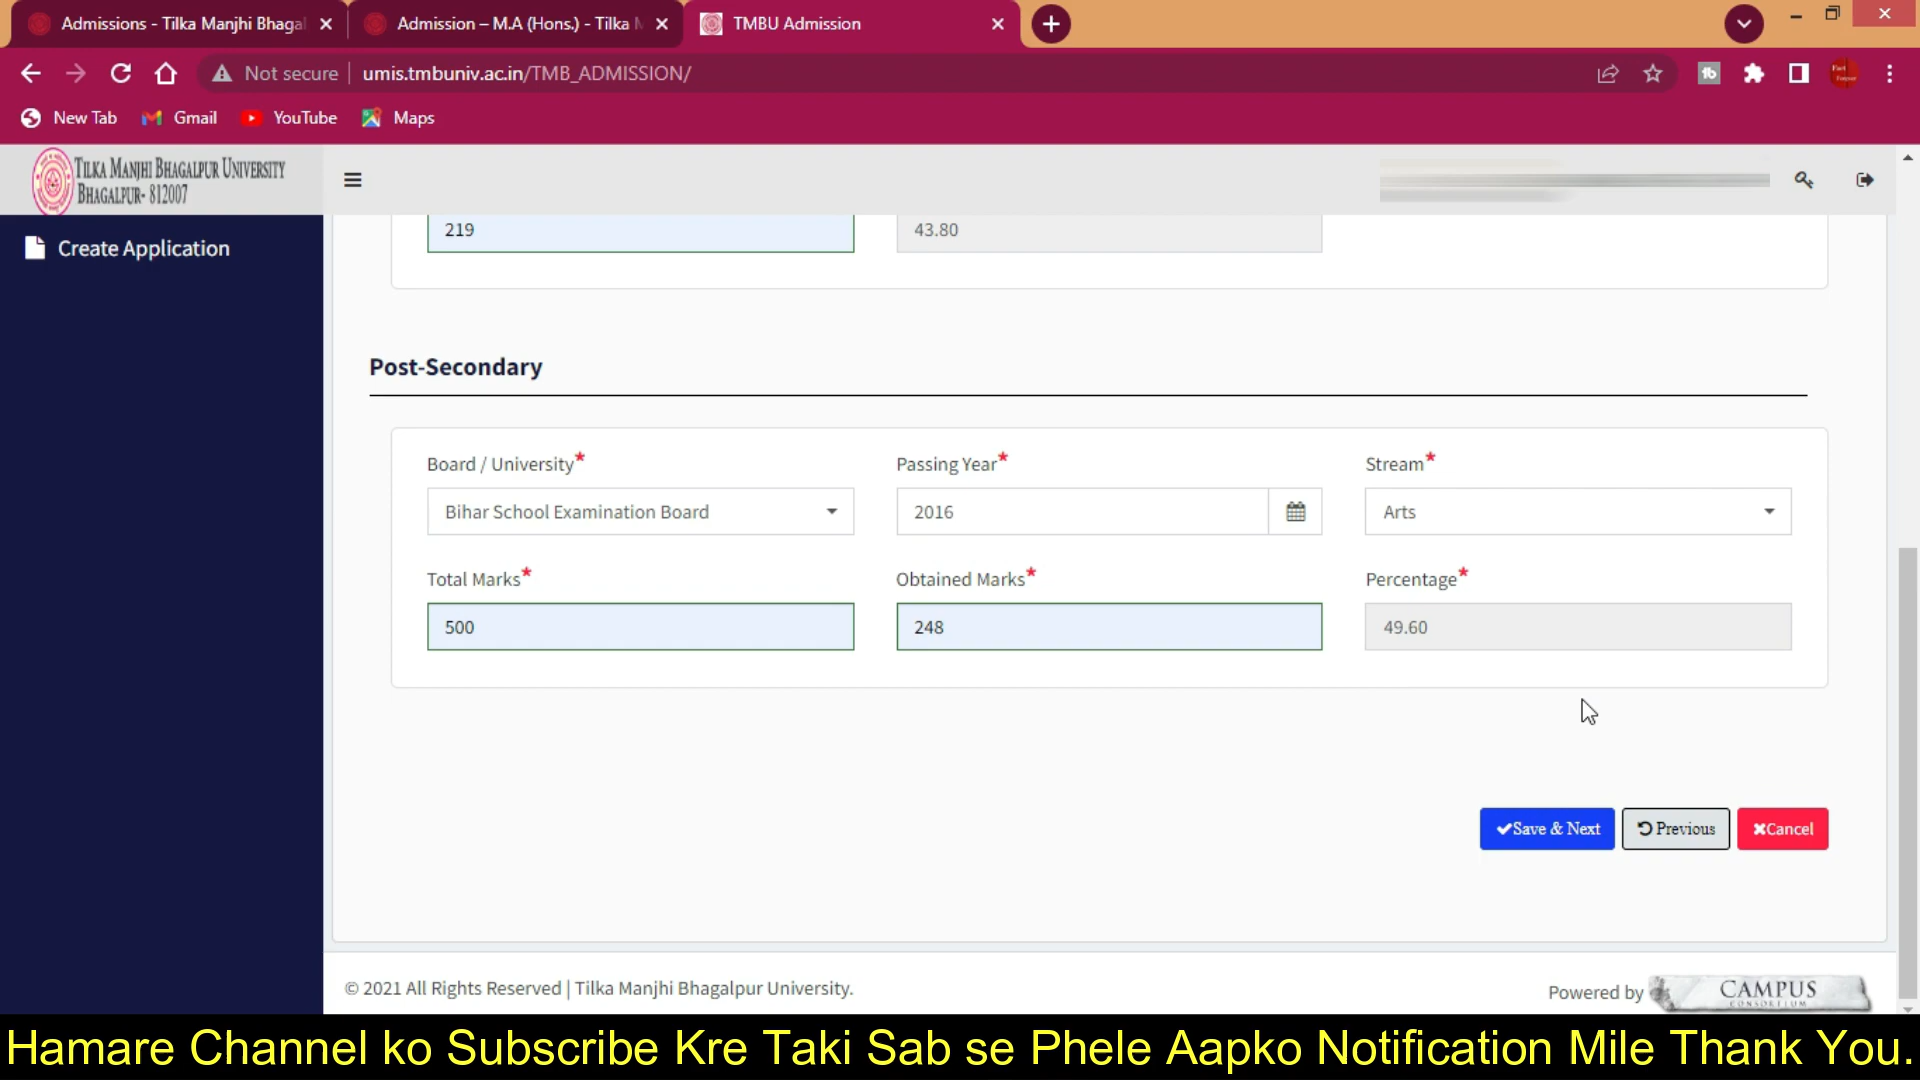 Admissions - Tilka Manjhi Bhagal
Admission – M.A (Hons.) - Tilka M
TMBU Admission
Not secure
umis.tmbuniv.ac.in/TMB_ADMISSION/
New Tab
Gmail
YouTube
Maps
TILKA MANJHI BHAGALPUR UNIVERSITY
BHAGALPUR- 812007
Create Application
219
43.80
Post-Secondary
Board / University*
Passing Year*
Stream*
Bihar School Examination Board
2016
Arts
Total Marks*
Obtained Marks*
Percentage*
500
248
49.60
Save & Next
Previous
Cancel
© 2021 All Rights Reserved | Tilka Manjhi Bhagalpur University.
Powered by
CAMPUS
CONSORTIUM
Hamare Channel ko Subscribe Kre Taki Sab se Phele Aapko Notification Mile Thank You.